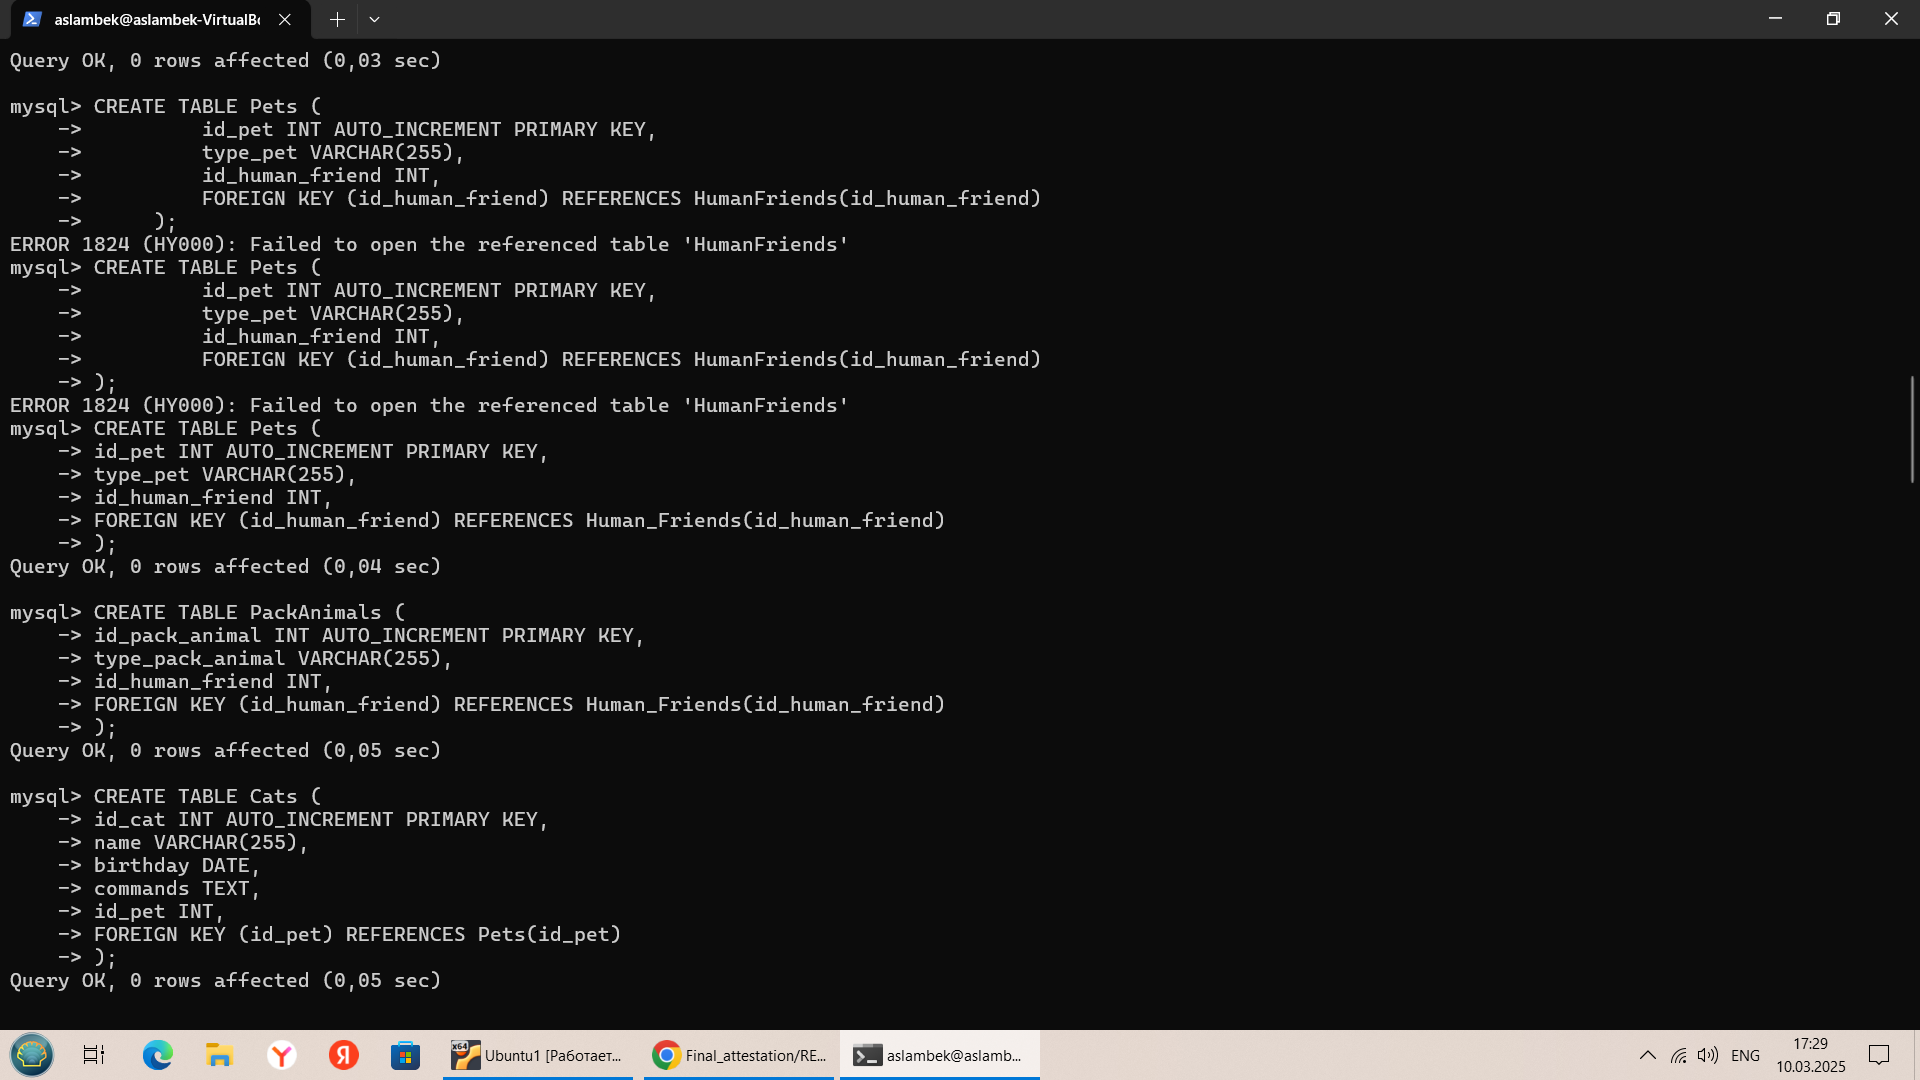 aslambek@aslambek-VirtualBo
Query OK, 0 rows affected (0,03 sec)
mysql> CREATE TABLE Pets (
    ->          id_pet INT AUTO_INCREMENT PRIMARY KEY,
    ->          type_pet VARCHAR(255),
    ->          id_human_friend INT,
    ->          FOREIGN KEY (id_human_friend) REFERENCES HumanFriends(id_human_friend)
    ->      );
ERROR 1824 (HY000): Failed to open the referenced table 'HumanFriends'
mysql> CREATE TABLE Pets (
    ->          id_pet INT AUTO_INCREMENT PRIMARY KEY,
    ->          type_pet VARCHAR(255),
    ->          id_human_friend INT,
    ->          FOREIGN KEY (id_human_friend) REFERENCES HumanFriends(id_human_friend)
    -> );
ERROR 1824 (HY000): Failed to open the referenced table 'HumanFriends'
mysql> CREATE TABLE Pets (
    -> id_pet INT AUTO_INCREMENT PRIMARY KEY,
    -> type_pet VARCHAR(255),
    -> id_human_friend INT,
    -> FOREIGN KEY (id_human_friend) REFERENCES Human_Friends(id_human_friend)
    -> );
Query OK, 0 rows affected (0,04 sec)
mysql> CREATE TABLE PackAnimals (
    -> id_pack_animal INT AUTO_INCREMENT PRIMARY KEY,
    -> type_pack_animal VARCHAR(255),
    -> id_human_friend INT,
    -> FOREIGN KEY (id_human_friend) REFERENCES Human_Friends(id_human_friend)
    -> );
Query OK, 0 rows affected (0,05 sec)
mysql> CREATE TABLE Cats (
    -> id_cat INT AUTO_INCREMENT PRIMARY KEY,
    -> name VARCHAR(255),
    -> birthday DATE,
    -> commands TEXT,
    -> id_pet INT,
    -> FOREIGN KEY (id_pet) REFERENCES Pets(id_pet)
    -> );
Query OK, 0 rows affected (0,05 sec)
Y Я x64 Ubuntu1 [Работает... Final_attestation/RE... aslambek@aslamb... ENG 17:29
10.03.2025